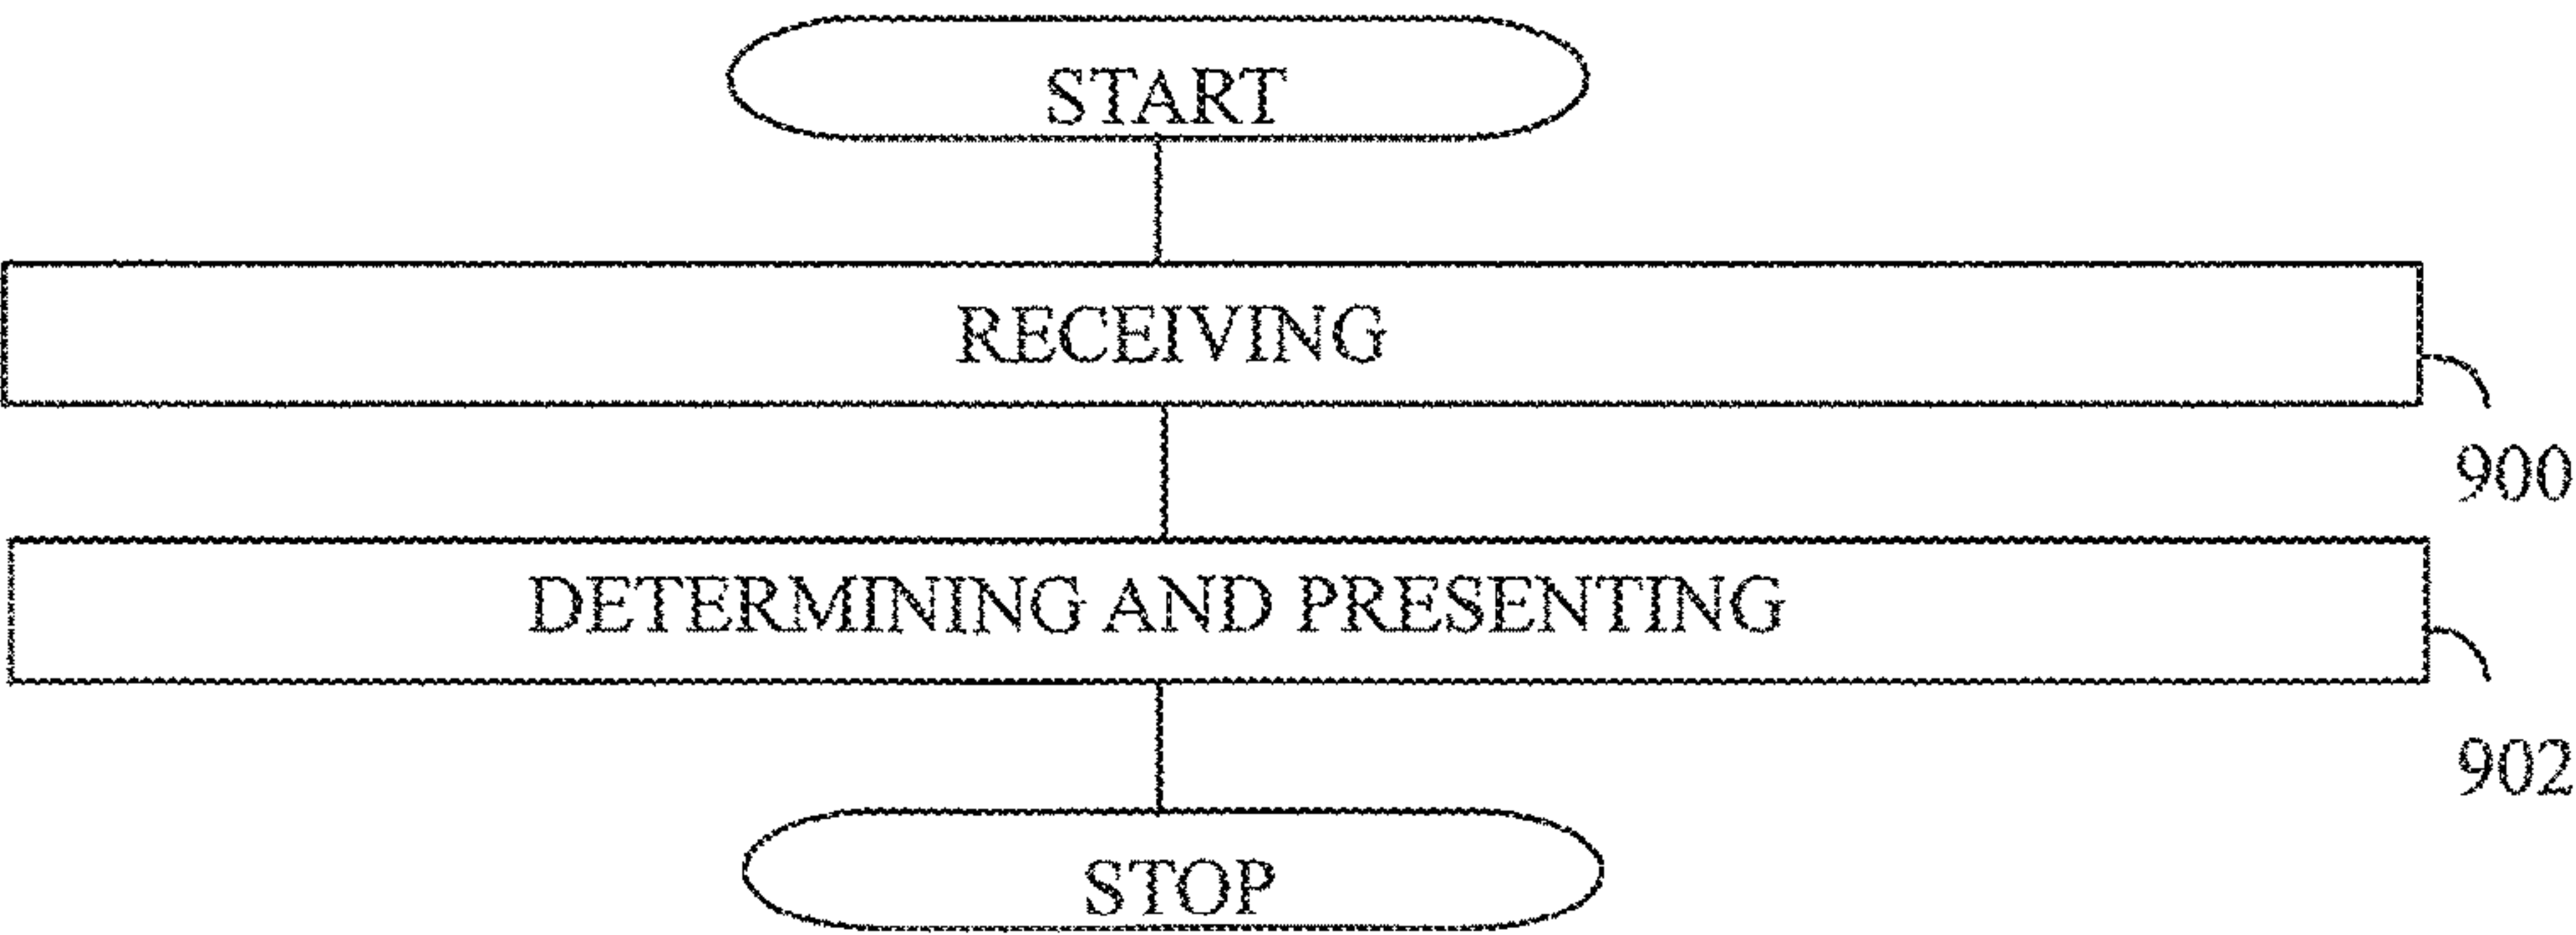 START
RECEIVING
900
DETERMINING AND PRESENTING
902
STOP